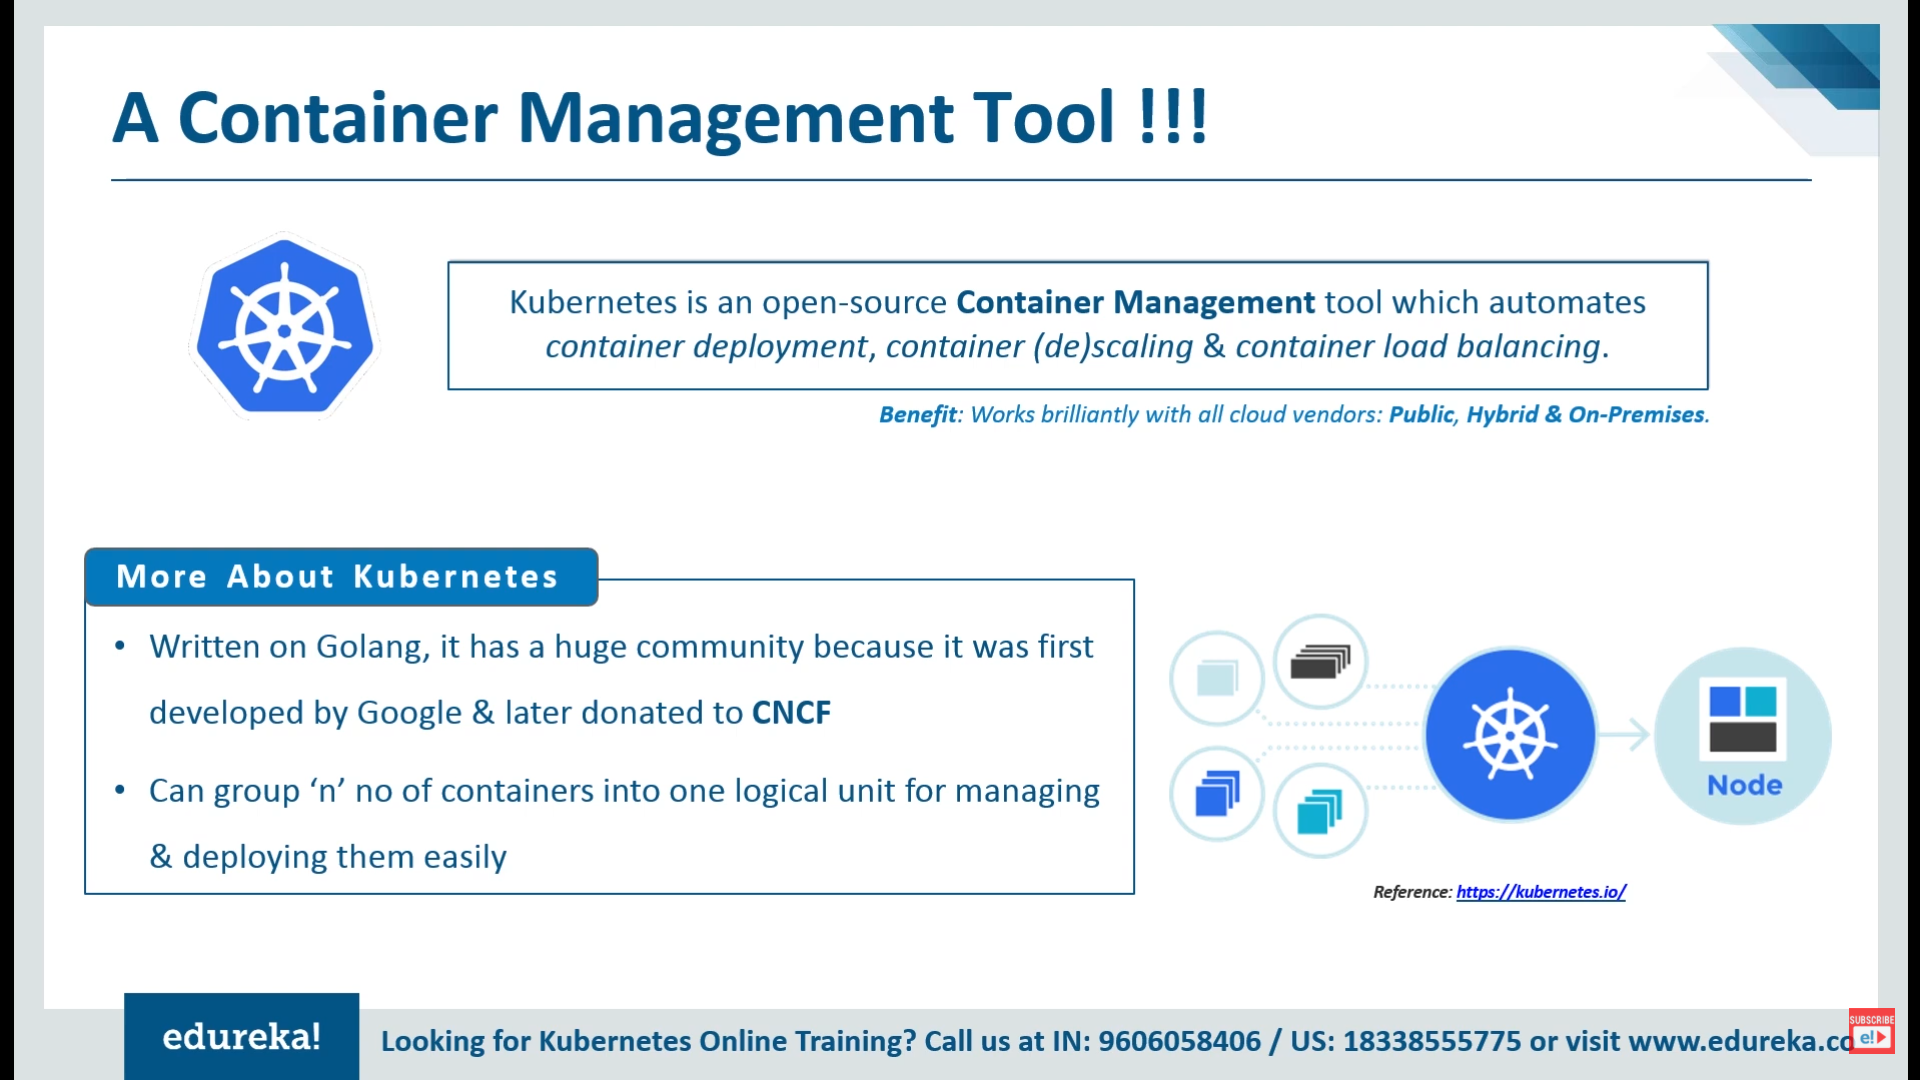 A Container Management Tool !!!
Kubernetes is an open-source Container Management tool which automates
container deployment, container (de)scaling & container load balancing.
Benefit: Works brilliantly with all cloud vendors: Public, Hybrid & On-Premises.
More About Kubernetes
• Written on Golang, it has a huge community because it was first
developed by Google & later donated to CNCF
• Can group ‘n’ no of containers into one logical unit for managing
& deploying them easily
Node
Reference: https://kubernetes.io/
edureka!
Looking for Kubernetes Online Training? Call us at IN: 9606058406 / US: 18338555775 or visit www.edureka.co
SUBSCRIBE
e!